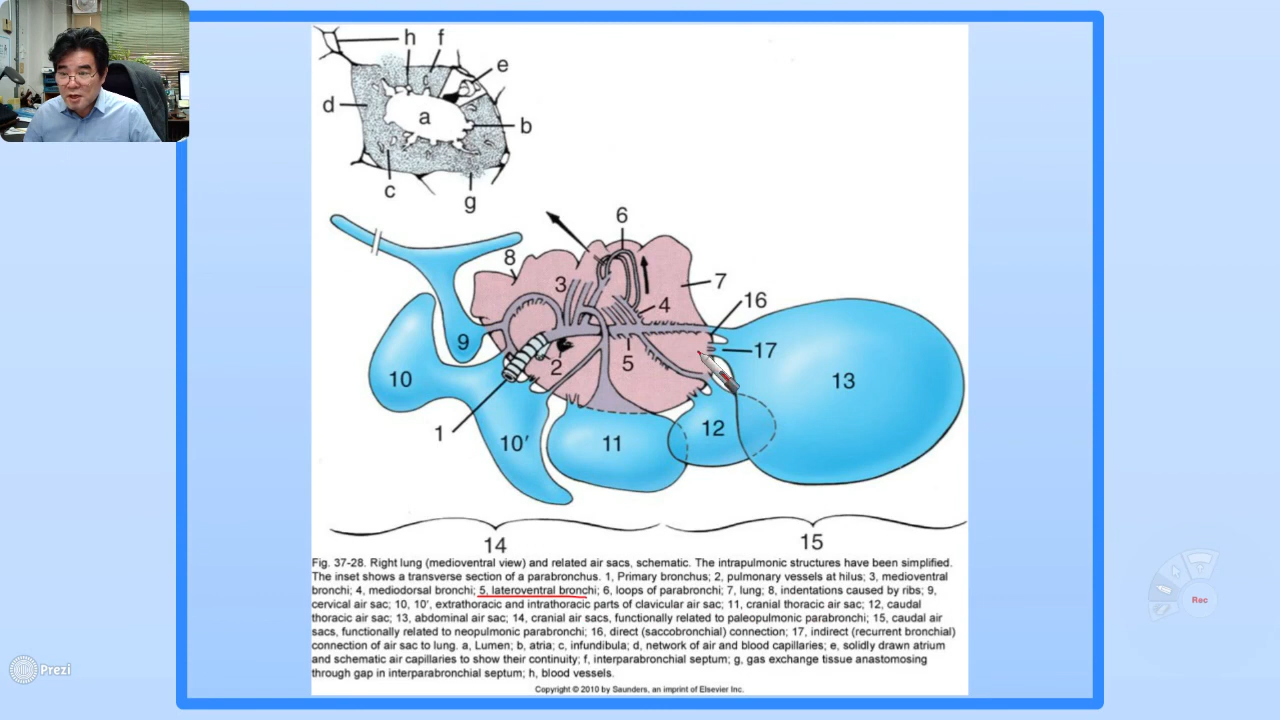 h f
e
d
a
b
c
g
6
8
3
7
4
16
9
17
2
5
10
13
1
12
10′
11
14
15
Fig. 37-28. Right lung (medioventral view) and related air sacs, schematic. The intrapulmonic structures have been simplified.
The inset shows a transverse section of a parabronchus. 1, Primary bronchus; 2, pulmonary vessels at hilus; 3, medioventral
bronchi; 4, mediodorsal bronchi; 5, lateroventral bronchi; 6, loops of parabronchi; 7, lung; 8, indentations caused by ribs; 9,
cervical air sac; 10, 10′, extrathoracic and intrathoracic parts of clavicular air sac; 11, cranial thoracic air sac; 12, caudal
thoracic air sac; 13, abdominal air sac; 14, cranial air sacs, functionally related to paleopulmonic parabronchi; 15, caudal air
sacs, functionally related to neopulmonic parabronchi; 16, direct (saccobronchial) connection; 17, indirect (recurrent bronchial)
connection of air sac to lung. a, Lumen; b, atria; c, infundibula; d, network of air and blood capillaries; e, solidly drawn atrium
and schematic air capillaries to show their continuity; f, interparabronchial septum; g, gas exchange tissue anastomosing
through gap in interparabronchial septum; h, blood vessels.
Copyright © 2010 by Saunders, an imprint of Elsevier Inc.
Rec
Prezi